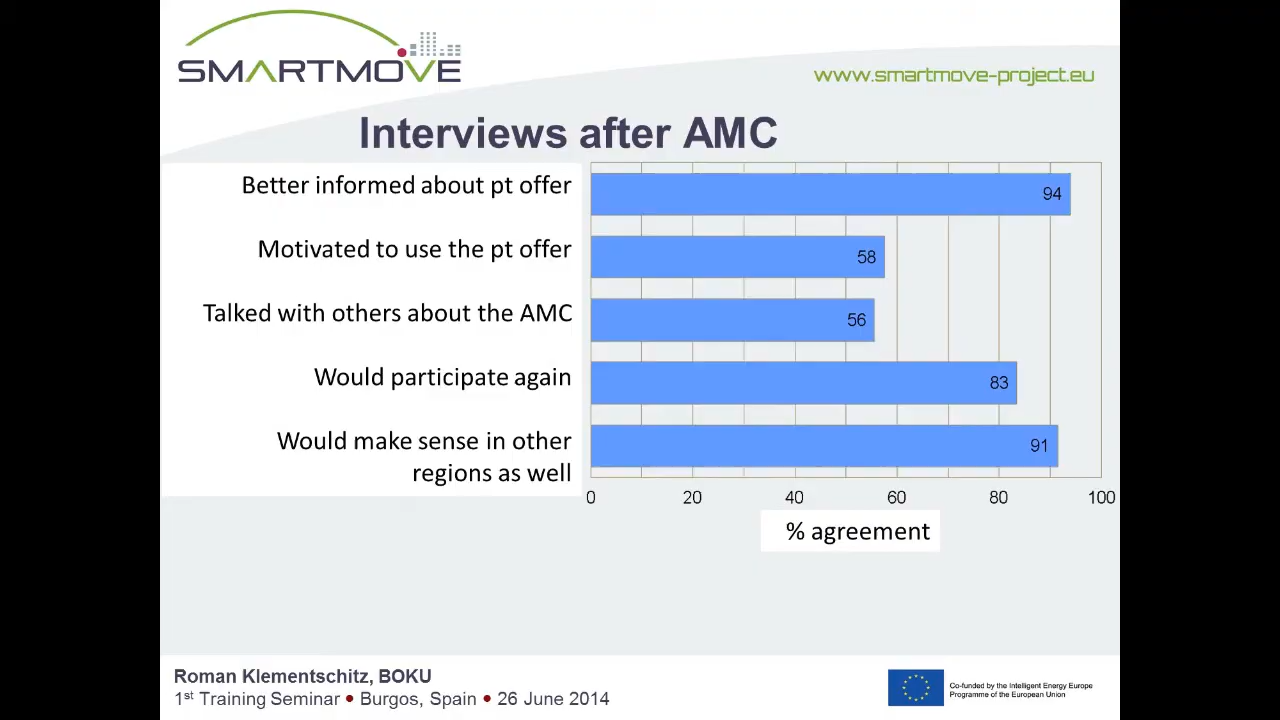 SMARTMOVE
www.smartmove-project.eu
Interviews after AMC
Better informed about pt offer
94
Motivated to use the pt offer
58
Talked with others about the AMC
56
Would participate again
83
Would make sense in other
regions as well
91
0 20 40 60 80 100
% agreement
Roman Klementschitz, BOKU
1st Training Seminar • Burgos, Spain • 26 June 2014
Co-funded by the Intelligent Energy Europe
Programme of the European Union